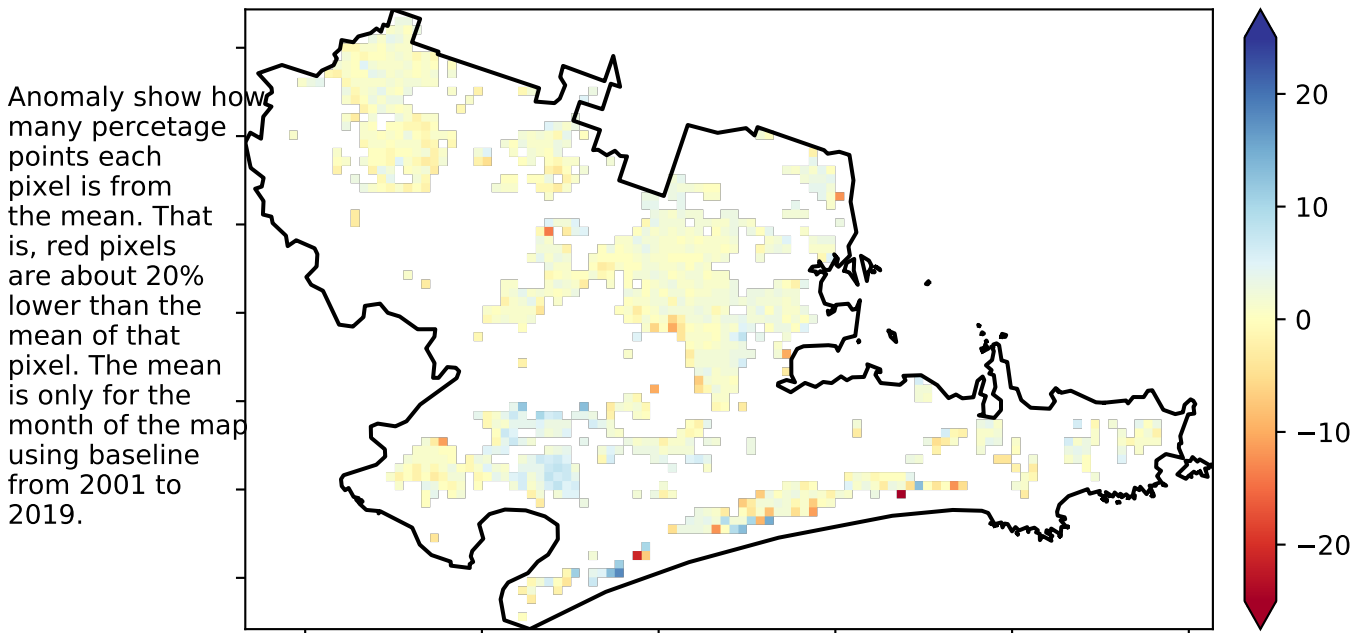 Anomaly show how
many percetage
points each
pixel is from
the mean. That
is, red pixels
are about 20%
lower than the
mean of that
pixel. The mean
is only for the
month of the map
using baseline
from 2001 to
2019.
20
10
0
−10
−20